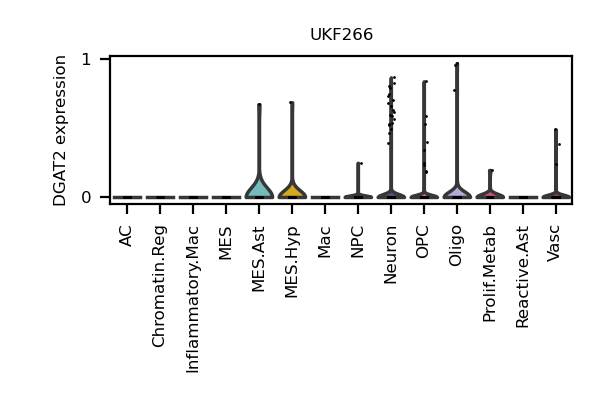 UKF266
DGAT2 expression
1
0
AC
Chromatin.Reg
Inflammatory.Mac
MES
MES.Ast
MES.Hyp
Mac
NPC
Neuron
OPC
Oligo
Prolif.Metab
Reactive.Ast
Vasc